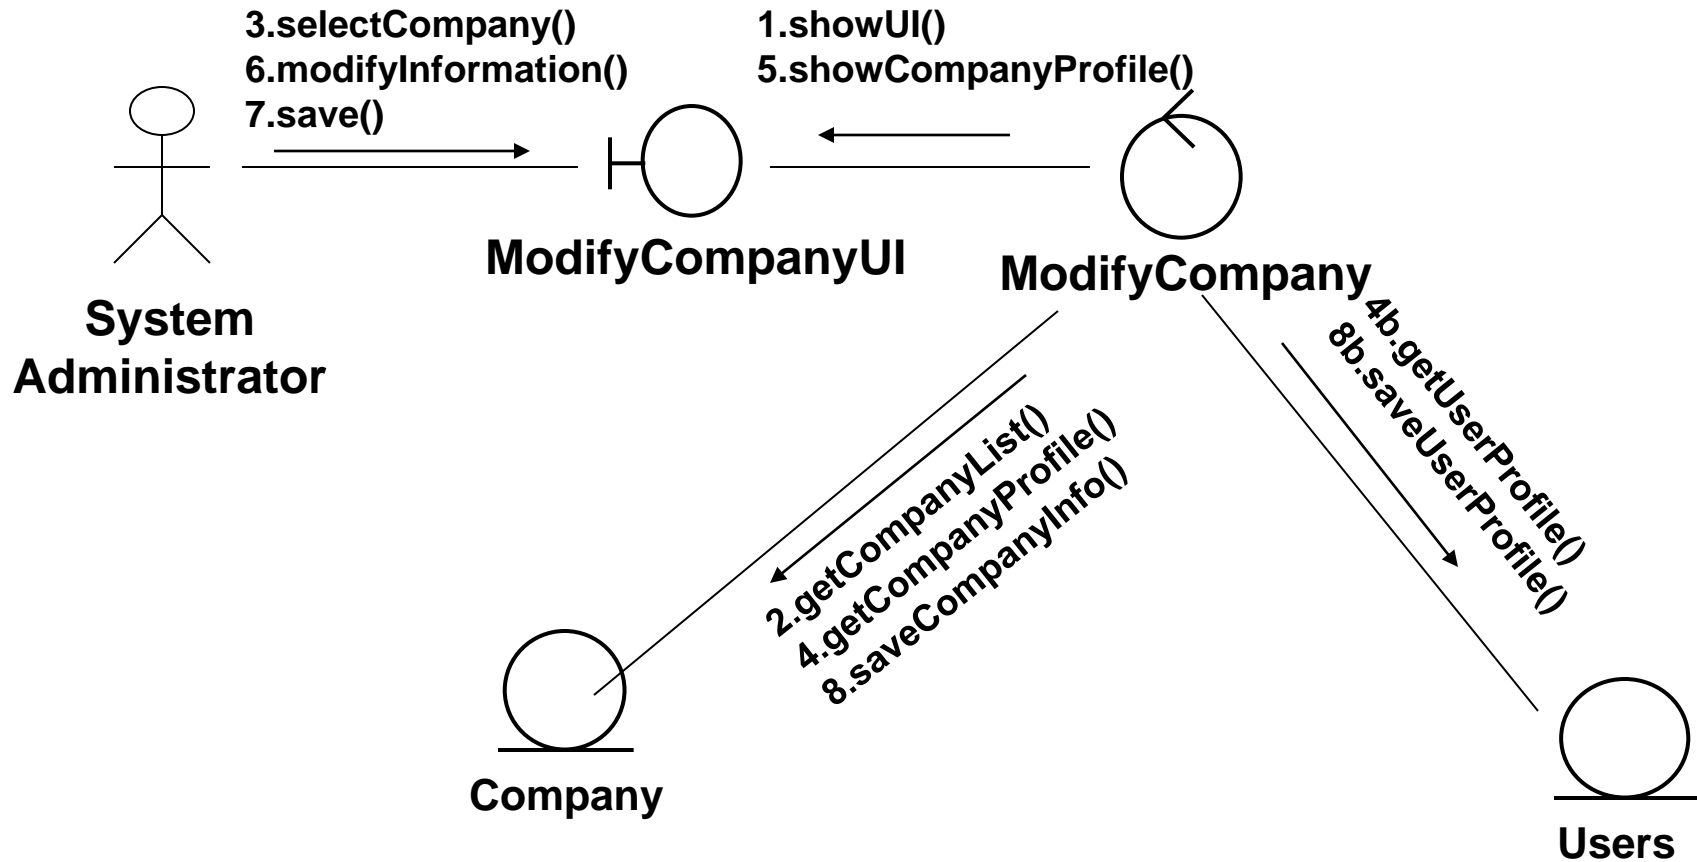 3.selectCompany()
6.modifyInformation()
7.save()
1.showUI()
5.showCompanyProfile()
ModifyCompanyUI
ModifyCompany
System
Administrator
4b.getUserProfile()
8b.saveUserProfile()
2.getCompanyList()
4.getCompanyProfile()
8.saveCompanyInfo()
Company
Users